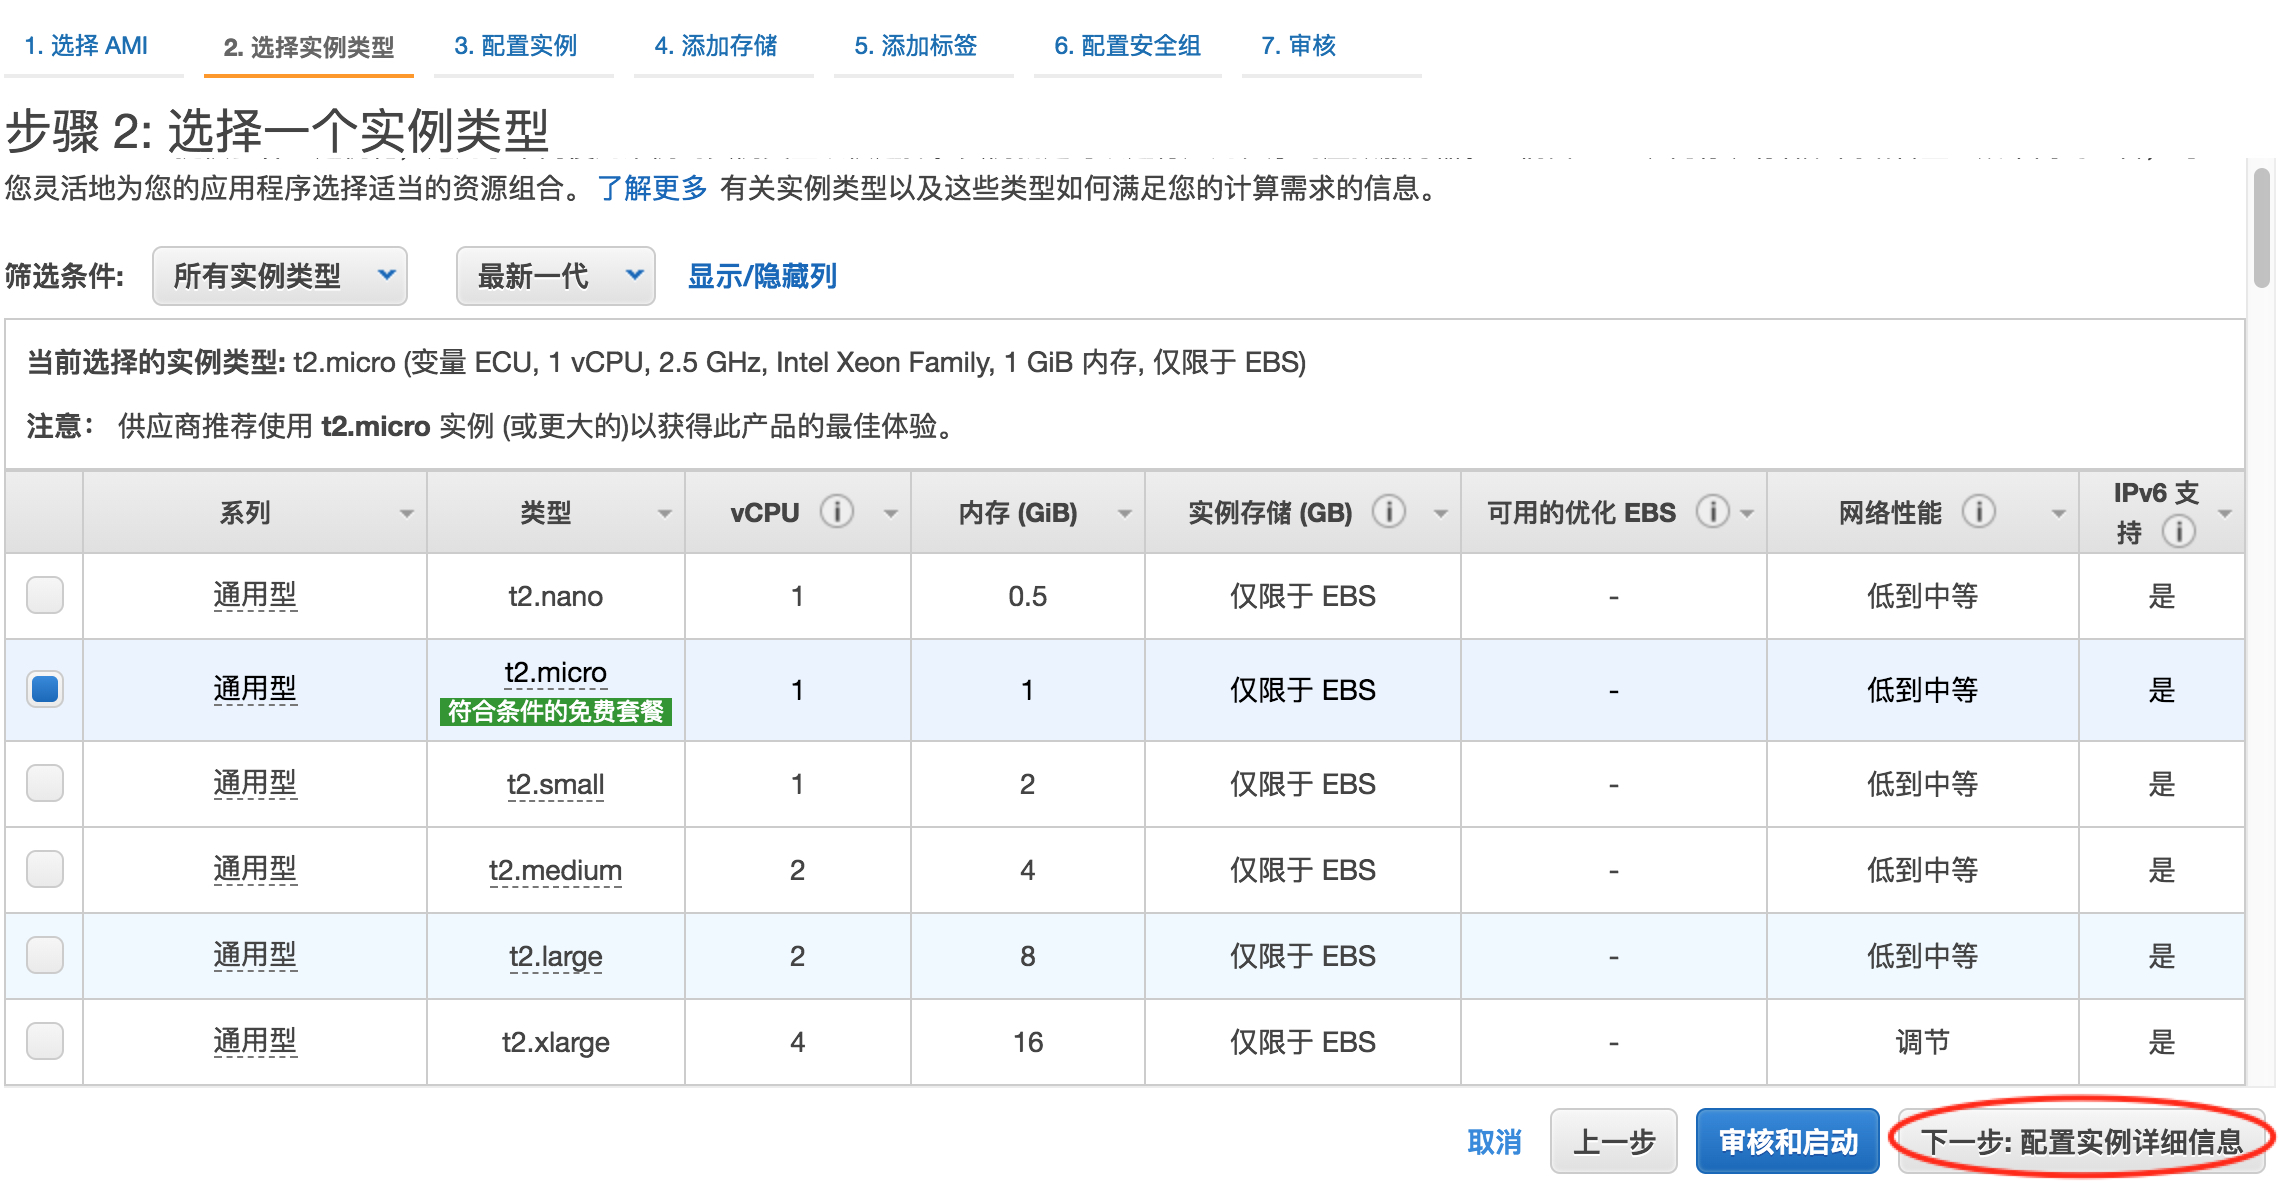 1. 选择 AMI
2. 选择实例类型
3. 配置实例
4. 添加存储
5. 添加标签
6. 配置安全组
7. 审核
步骤 2: 选择一个实例类型
您灵活地为您的应用程序选择适当的资源组合。 了解更多 有关实例类型以及这些类型如何满足您的计算需求的信息。
筛选条件: 所有实例类型 最新一代 显示/隐藏列
当前选择的实例类型: t2.micro (变量 ECU, 1 vCPU, 2.5 GHz, Intel Xeon Family, 1 GiB 内存, 仅限于 EBS)
注意： 供应商推荐使用 t2.micro 实例 (或更大的)以获得此产品的最佳体验。
系列 类型 vCPU 内存 (GiB) 实例存储 (GB) 可用的优化 EBS 网络性能 IPv6 支
持
通用型 t2.nano 1 0.5 仅限于 EBS - 低到中等 是
通用型 t2.micro 1 1 仅限于 EBS - 低到中等 是
符合条件的免费套餐
通用型 t2.small 1 2 仅限于 EBS - 低到中等 是
通用型 t2.medium 2 4 仅限于 EBS - 低到中等 是
通用型 t2.large 2 8 仅限于 EBS - 低到中等 是
通用型 t2.xlarge 4 16 仅限于 EBS - 调节 是
取消 上一步 审核和启动 下一步: 配置实例详细信息